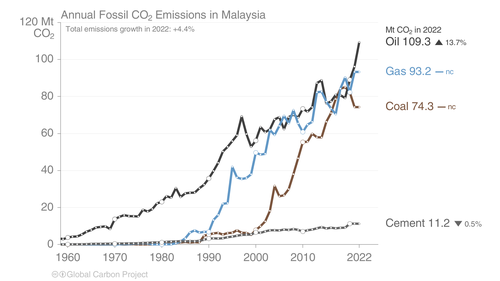 Annual Fossil CO₂ Emissions in Malaysia
120 Mt
CO₂
Total emissions growth in 2022: +4.4%
Mt CO₂ in 2022
Oil 109.3 ▲ 13.7%
100
Gas 93.2 — nc
80
Coal 74.3 — nc
60
40
20
Cement 11.2 ▼ 0.5%
0
1960 1970 1980 1990 2000 2010 2022
Global Carbon Project